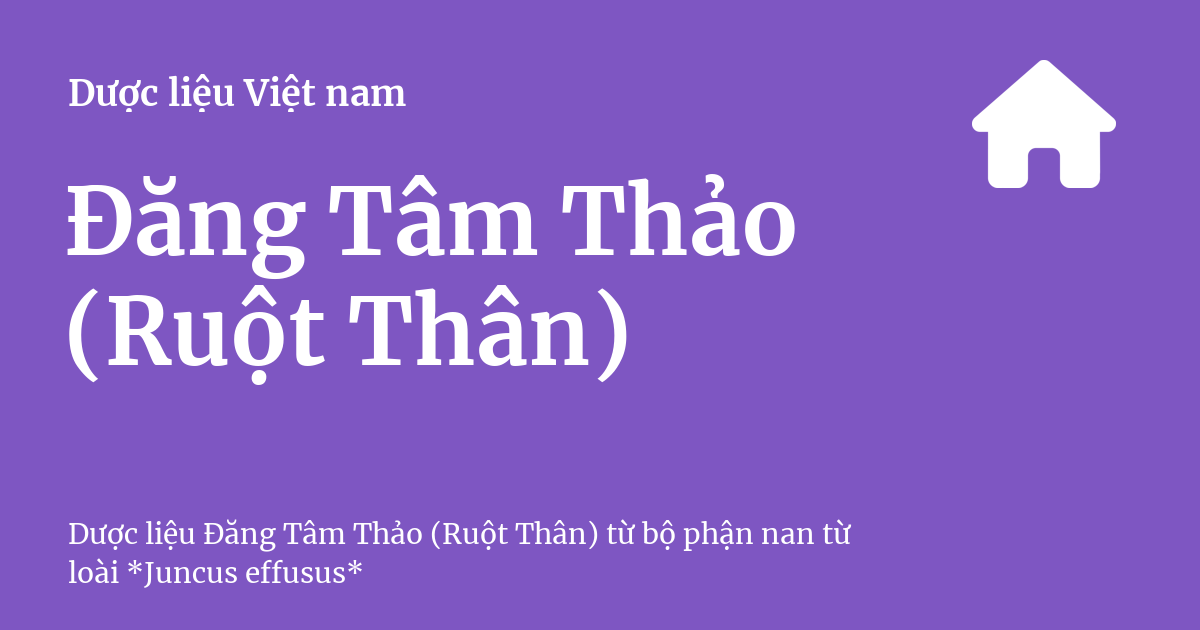 Dược liệu Việt nam
Đăng Tâm Thảo
(Ruột Thân)
Dược liệu Đăng Tâm Thảo (Ruột Thân) từ bộ phận nan từ
loài *Juncus effusus*